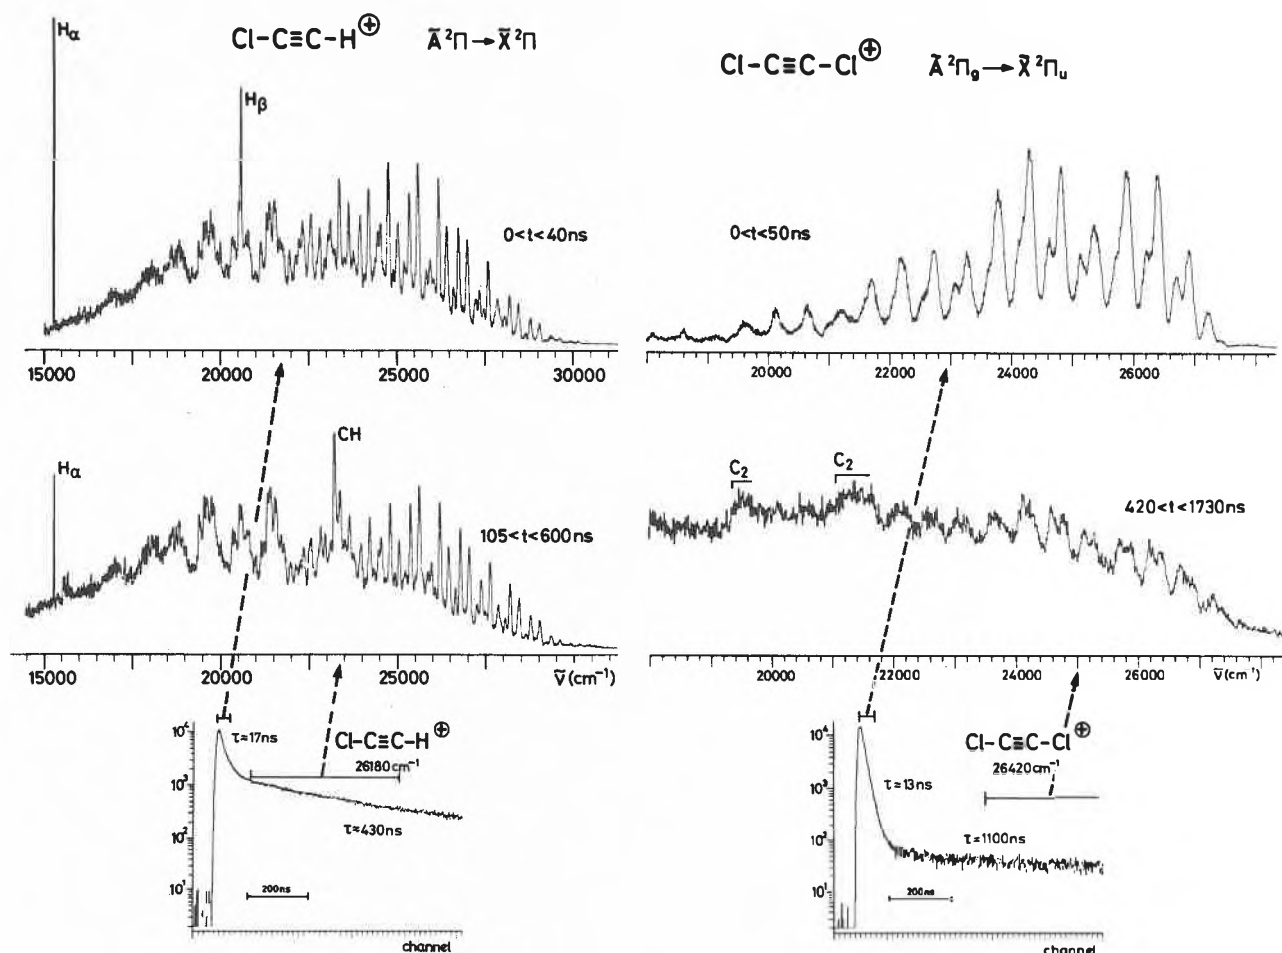 Hα
Cl–C≡C–H⊕ Ã ²Π → X̃ ²Π
Hβ
0<t<40ns
15000 20000 25000 30000
Cl–C≡C–Cl⊕ Ã ²Πg → X̃ ²Πu
0<t<50ns
20000 22000 24000 26000
Hα
CH
105<t<600ns
15000 20000 25000 ν̃ (cm⁻¹)
C₂ C₂
420<t<1730ns
20000 22000 24000 26000 ν̃ (cm⁻¹)
10⁴
10³
10²
10¹
τ≈17ns
Cl–C≡C–H⊕
26180cm⁻¹
τ≈430ns
200ns
channel
10⁴
10³
10²
10¹
Cl–C≡C–Cl⊕
26420cm⁻¹
τ≈13ns
τ≈1100ns
200ns
channel